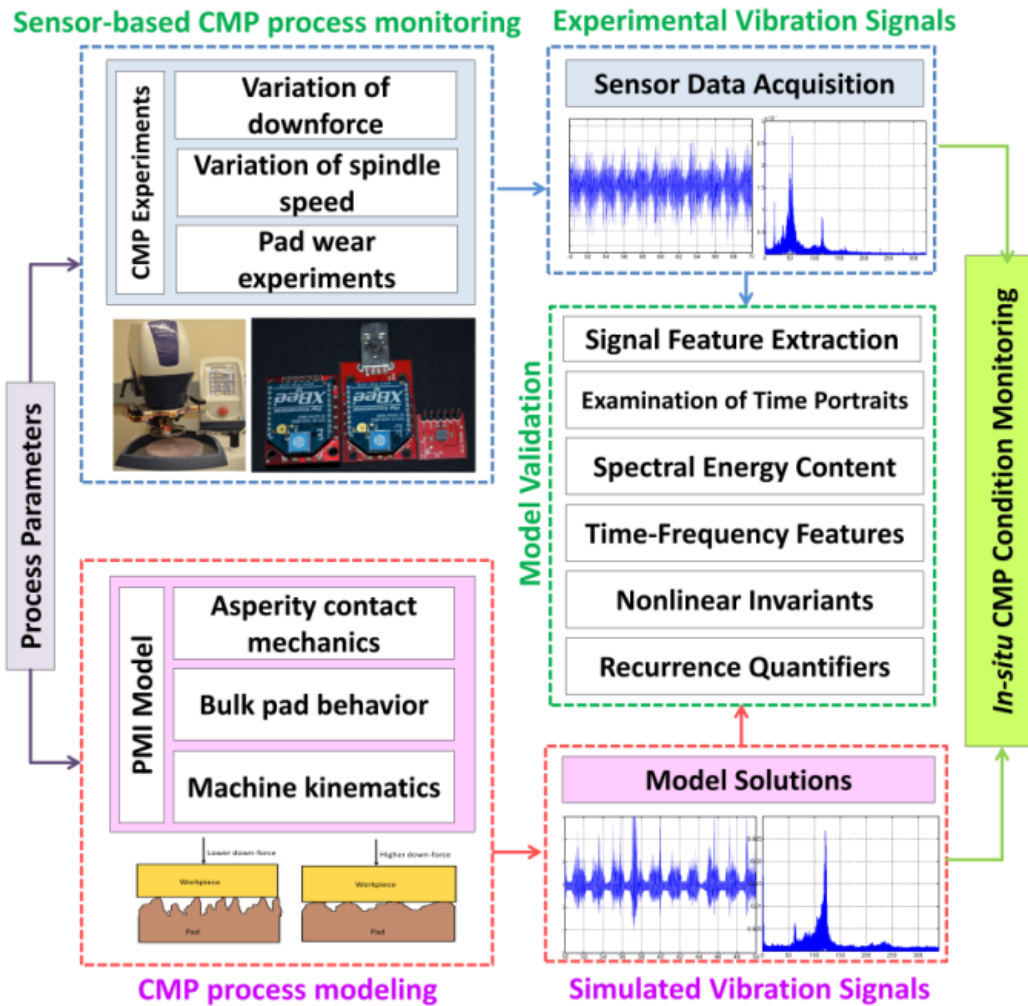 Sensor-based CMP process monitoring
Experimental Vibration Signals
Process Parameters
CMP Experiments
Variation of
downforce
Variation of spindle
speed
Pad wear
experiments
XBee
XBee
Sensor Data Acquisition
Model Validation
Signal Feature Extraction
Examination of Time Portraits
Spectral Energy Content
Time-Frequency Features
Nonlinear Invariants
Recurrence Quantifiers
In-situ CMP Condition Monitoring
PMI Model
Asperity contact
mechanics
Bulk pad behavior
Machine kinematics
Lower down-force
Workpiece
Pad
Higher down-force
Workpiece
Pad
Model Solutions
CMP process modeling
Simulated Vibration Signals